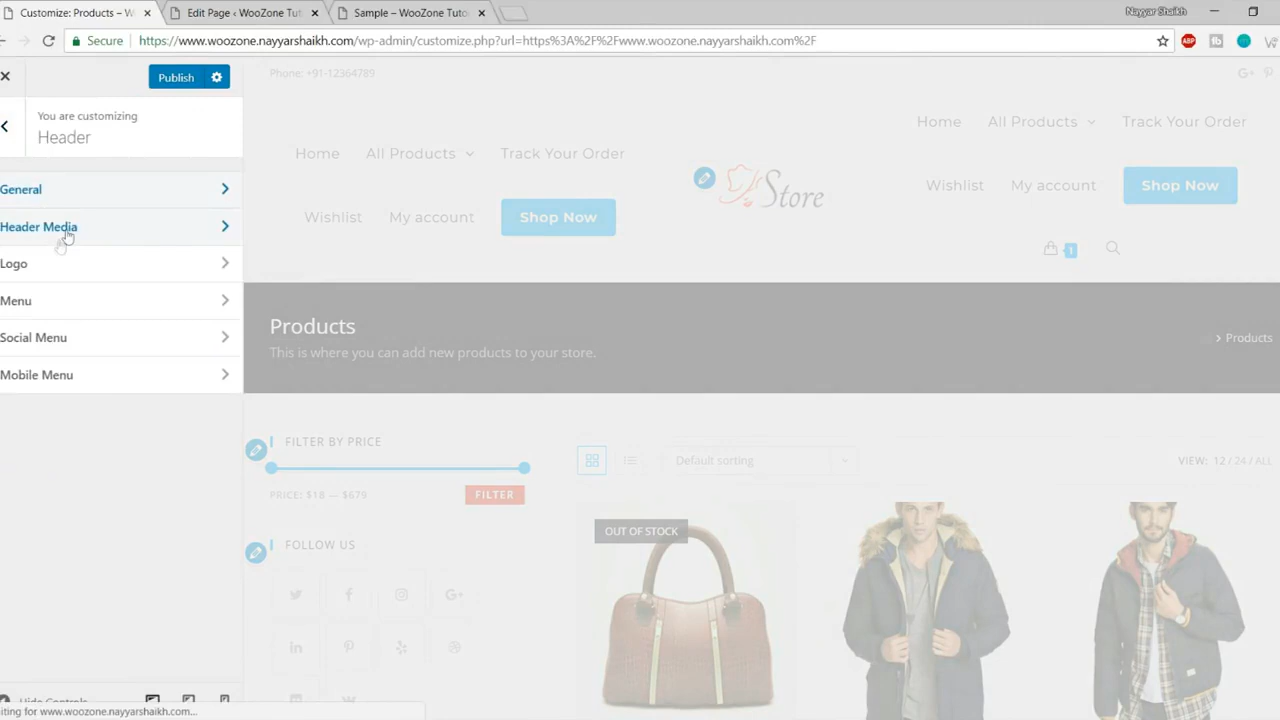 Customize: Products – W
Edit Page ‹ WooZone Tut
Sample – WooZone Tuto
Nayyar Shaikh
Secure
https://www.woozone.nayyarshaikh.com/wp-admin/customize.php?url=https%3A%2F%2Fwww.woozone.nayyarshaikh.com%2F
ABP
Publish
You are customizing
Header
General
Header Media
Logo
Menu
Social Menu
Mobile Menu
Hide Controls
iting for www.woozone.nayyarshaikh.com...
Phone: +91-12364789
Home
All Products
Track Your Order
Wishlist
My account
Shop Now
Store
Home
All Products
Track Your Order
Wishlist
My account
Shop Now
1
Products
This is where you can add new products to your store.
Products
FILTER BY PRICE
PRICE: $18 — $679
FILTER
FOLLOW US
Default sorting
VIEW: 12 / 24 / ALL
OUT OF STOCK